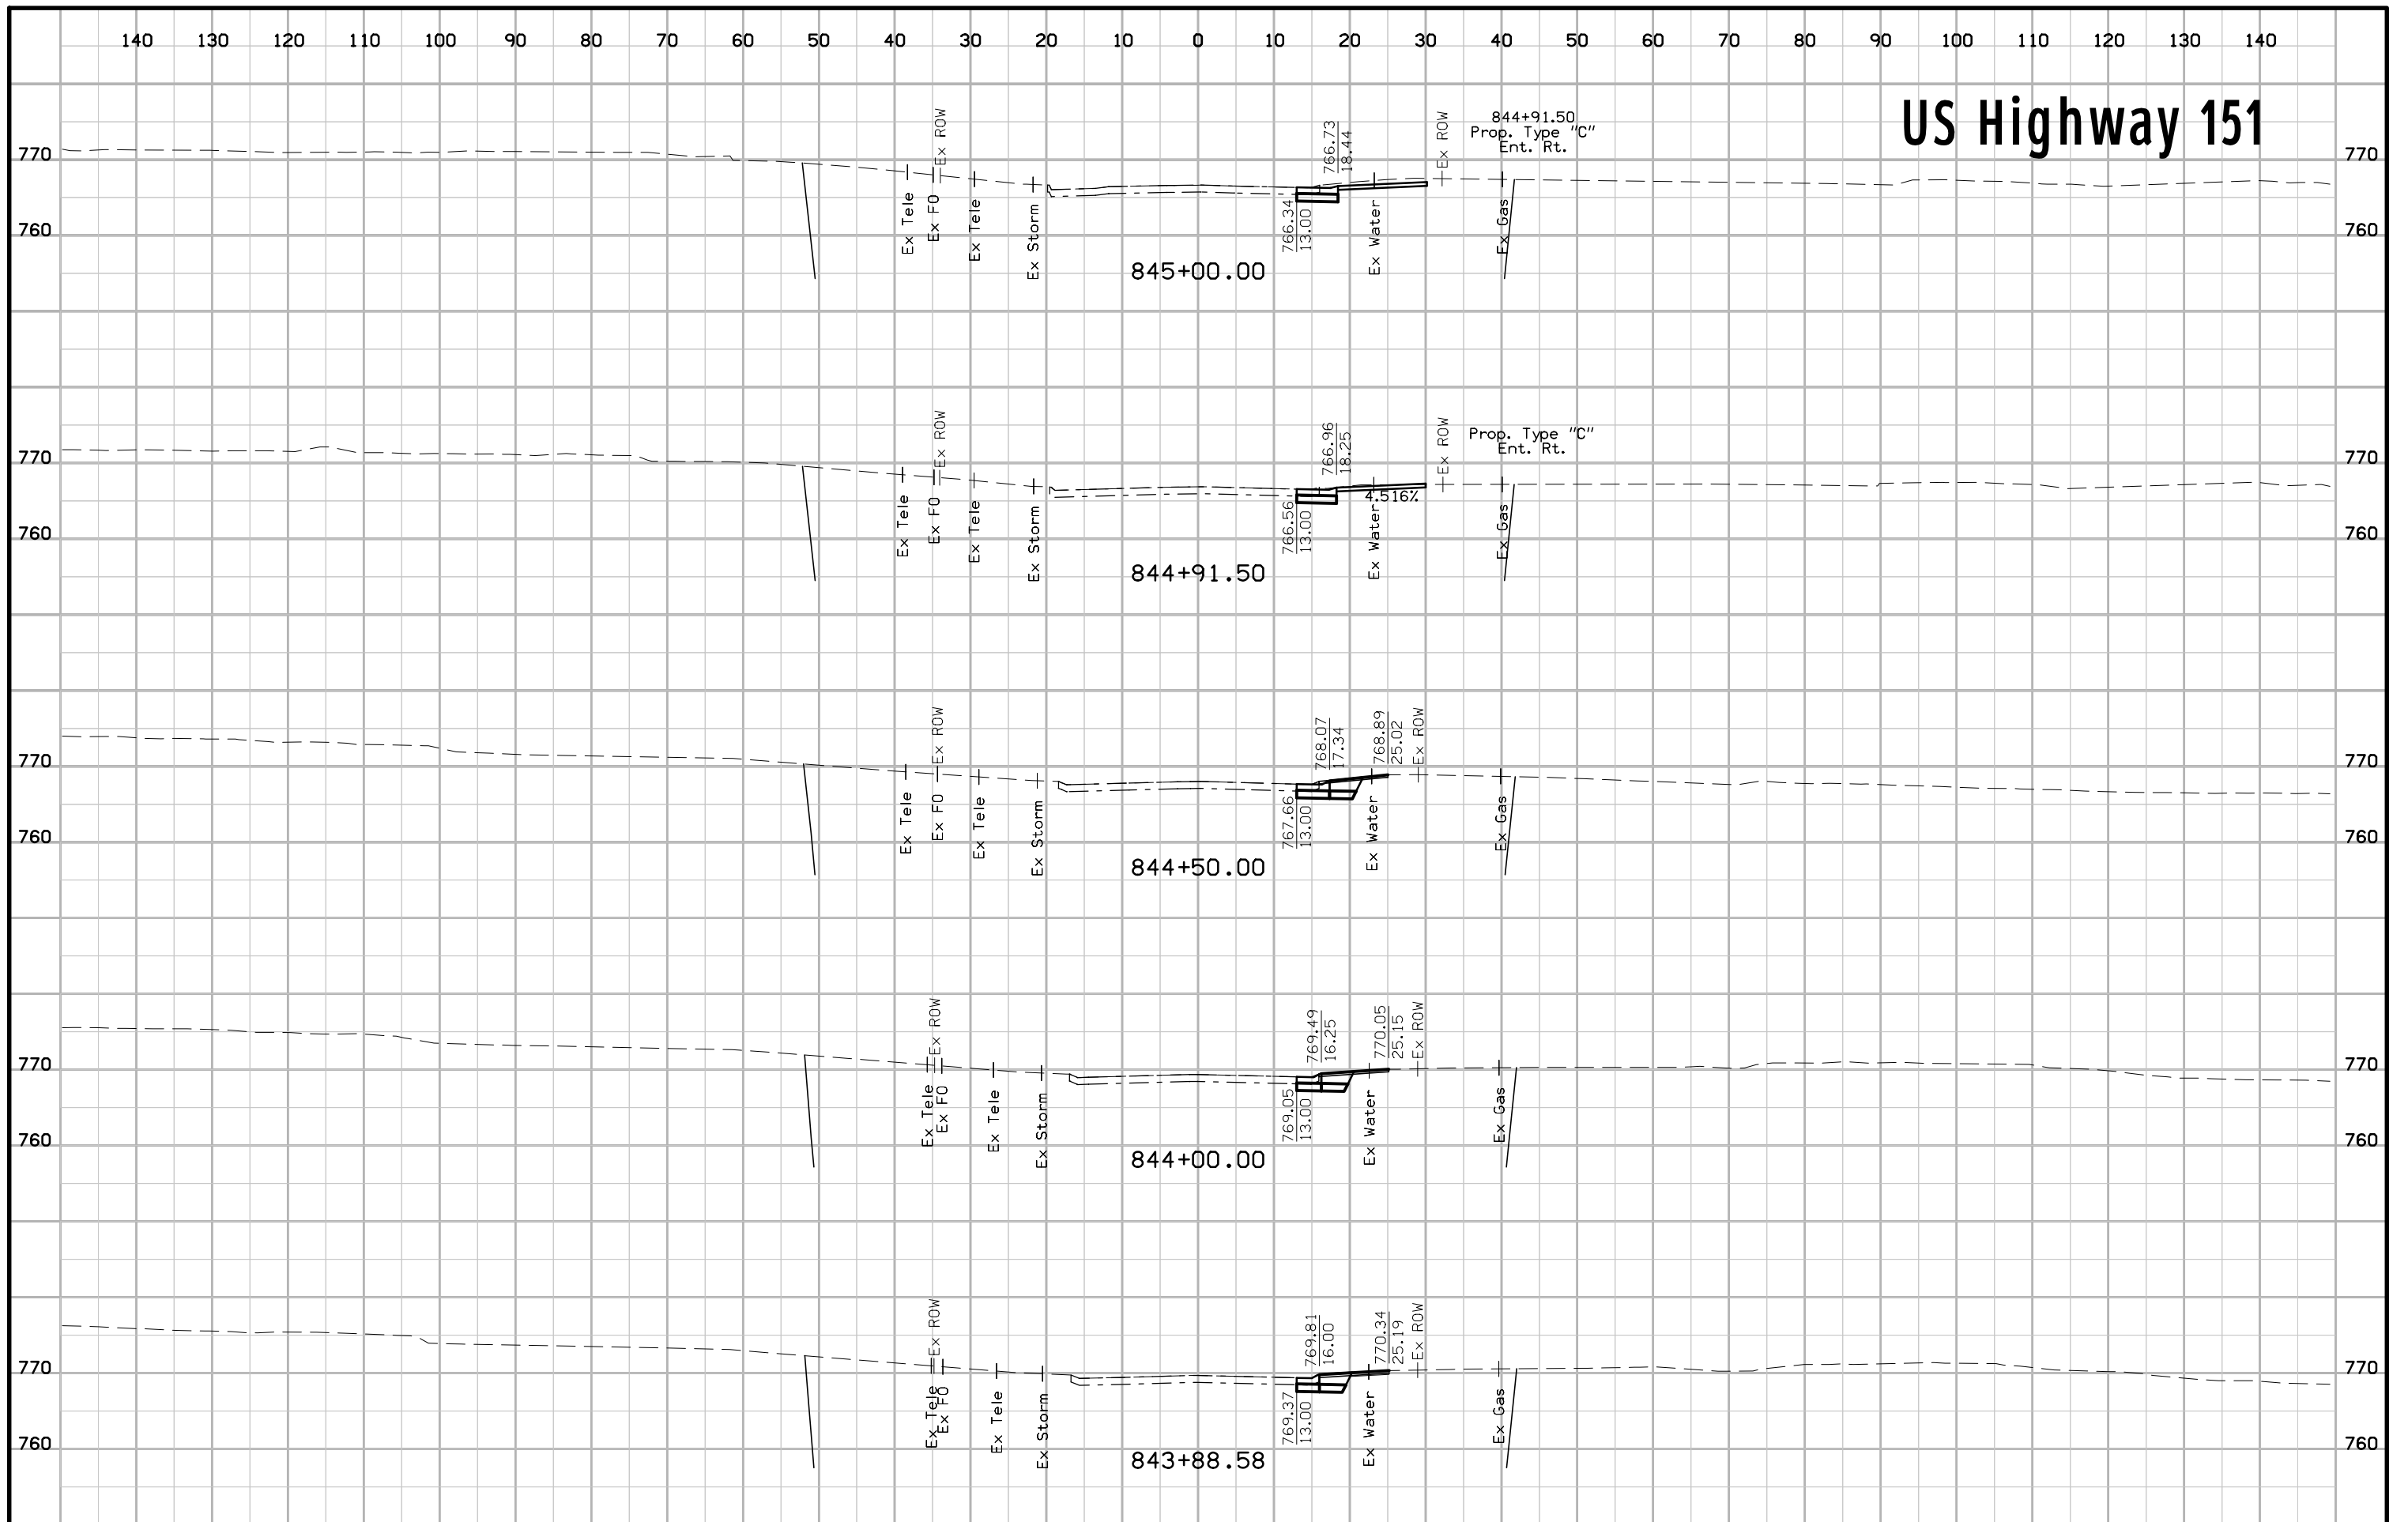 140 130 120 110 100 90 80 70 60 50 40 30 20 10 0 10 20 30 40 50 60 70 80 90 100 110 120 130 140
US Highway 151
770 770
760 760
Ex Tele
Ex FO
Ex ROW
Ex Tele
Ex Storm
766.34
13.00
766.73
18.44
Ex Water
Ex ROW
Ex Gas
844+91.50
Prop. Type "C"
Ent. Rt.
845+00.00
770 770
760 760
Ex Tele
Ex FO
Ex ROW
Ex Tele
Ex Storm
766.56
13.00
766.96
18.25
4.516%
Ex Water
Ex ROW
Ex Gas
Prop. Type "C"
Ent. Rt.
844+91.50
770 770
760 760
Ex Tele
Ex FO
Ex ROW
Ex Tele
Ex Storm
767.66
13.00
768.07
17.34
Ex Water
768.89
25.02
Ex ROW
Ex Gas
844+50.00
770 770
760 760
Ex Tele
Ex FO
Ex ROW
Ex Tele
Ex Storm
769.05
13.00
769.49
16.25
Ex Water
770.05
25.15
Ex ROW
Ex Gas
844+00.00
770 770
760 760
Ex Tele
Ex FO
Ex ROW
Ex Tele
Ex Storm
769.37
13.00
769.81
16.00
Ex Water
770.34
25.19
Ex ROW
Ex Gas
843+88.58